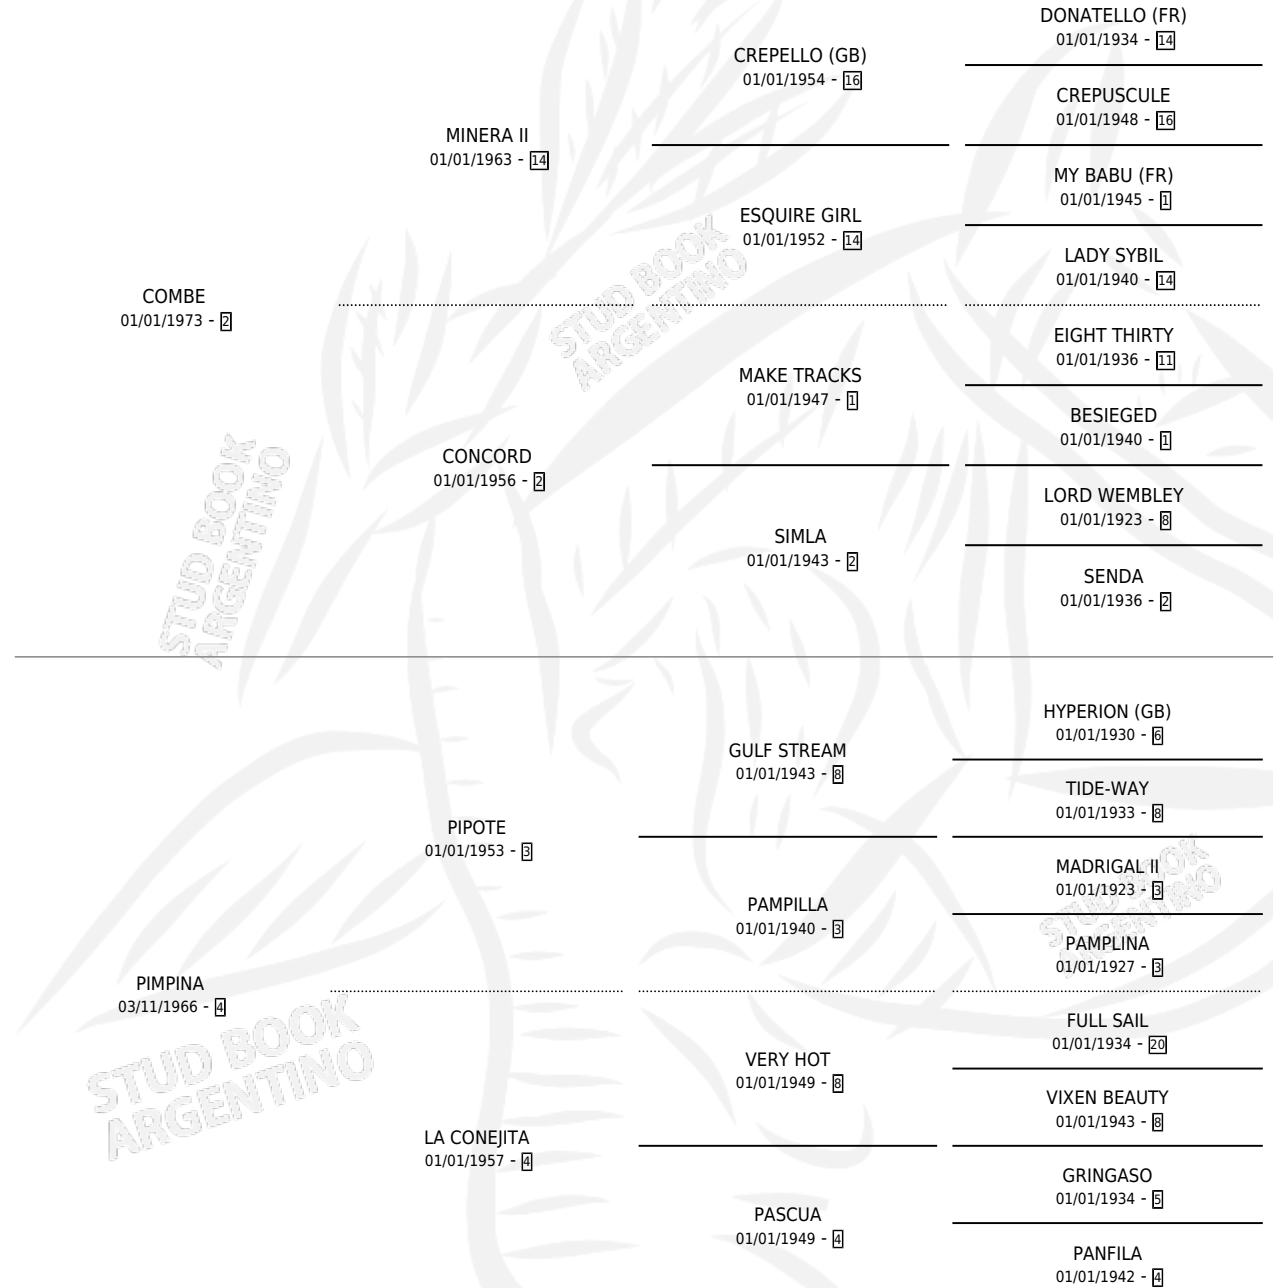 DONATELLO (FR)
01/01/1934 - 14
CREPELLO (GB)
01/01/1954 - 16
CREPUSCULE
01/01/1948 - 16
MINERA II
01/01/1963 - 14
MY BABU (FR)
01/01/1945 - 1
ESQUIRE GIRL
01/01/1952 - 14
LADY SYBIL
01/01/1940 - 14
COMBE
01/01/1973 - 2
EIGHT THIRTY
01/01/1936 - 11
MAKE TRACKS
01/01/1947 - 1
BESIEGED
01/01/1940 - 1
CONCORD
01/01/1956 - 2
LORD WEMBLEY
01/01/1923 - 8
SIMLA
01/01/1943 - 2
SENDA
01/01/1936 - 2
HYPERION (GB)
01/01/1930 - 6
GULF STREAM
01/01/1943 - 8
TIDE-WAY
01/01/1933 - 8
PIPOTE
01/01/1953 - 3
MADRIGAL II
01/01/1923 - 3
PAMPILLA
01/01/1940 - 3
PAMPLINA
01/01/1927 - 3
PIMPINA
03/11/1966 - 4
FULL SAIL
01/01/1934 - 20
VERY HOT
01/01/1949 - 8
VIXEN BEAUTY
01/01/1943 - 8
LA CONEJITA
01/01/1957 - 4
GRINGASO
01/01/1934 - 5
PASCUA
01/01/1949 - 4
PANFILA
01/01/1942 - 4
STUD BOOK
ARGENTINO
STUD BOOK
ARGENTINO
STUD BOOK
ARGENTINO
STUD BOOK
ARGENTINO